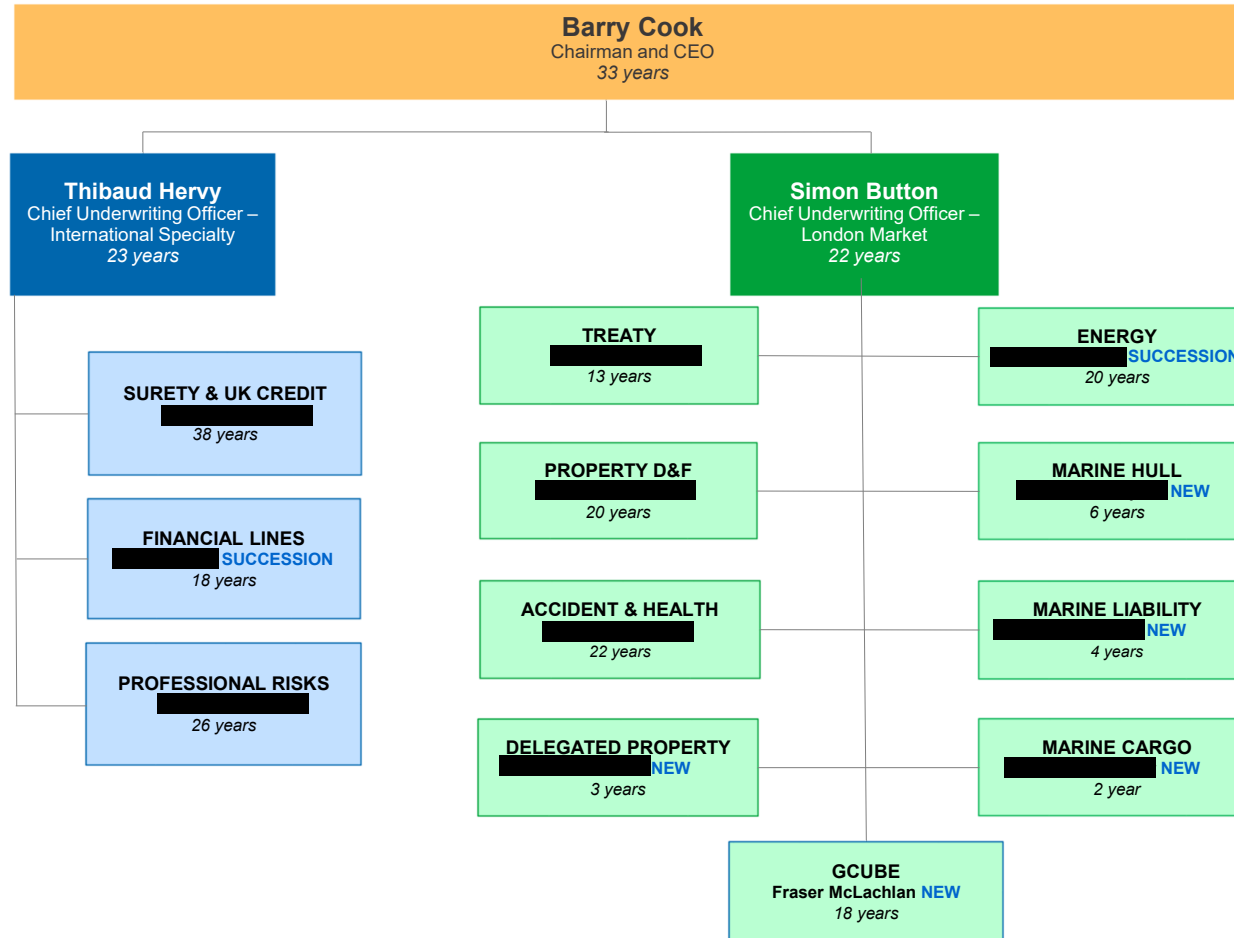 Barry Cook
Chairman and CEO
33 years
Thibaud Hervy
Chief Underwriting Officer –
International Specialty
23 years
SURETY & UK CREDIT
38 years
FINANCIAL LINES
SUCCESSION
18 years
PROFESSIONAL RISKS
26 years
Simon Button
Chief Underwriting Officer –
London Market
22 years
TREATY
13 years
ENERGY
SUCCESSION
20 years
PROPERTY D&F
20 years
MARINE HULL
NEW
6 years
ACCIDENT & HEALTH
22 years
MARINE LIABILITY
NEW
4 years
DELEGATED PROPERTY
NEW
3 years
MARINE CARGO
NEW
2 year
GCUBE
Fraser McLachlan NEW
18 years